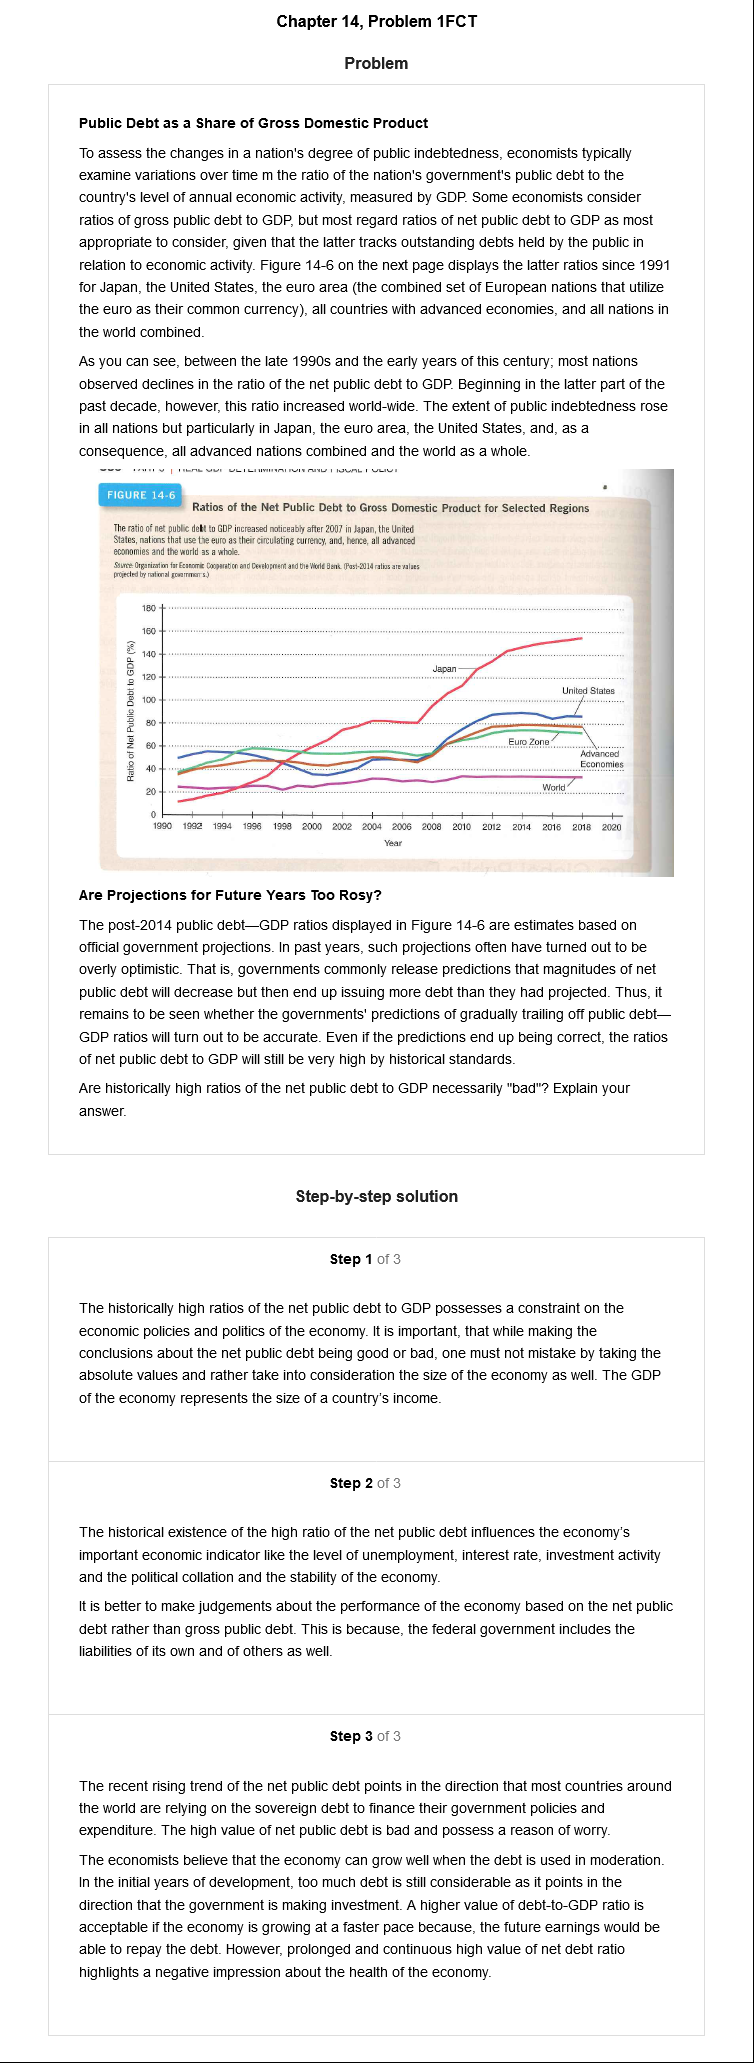 Chapter 14, Problem 1FCT
Problem
Public Debt as a Share of Gross Domestic Product
To assess the changes in a nation's degree of public indebtedness, economists typically
examine variations over time m the ratio of the nation's government's public debt to the
country's level of annual economic activity, measured by GDP. Some economists consider
ratios of gross public debt to GDP, but most regard ratios of net public debt to GDP as most
appropriate to consider, given that the latter tracks outstanding debts held by the public in
relation to economic activity. Figure 14-6 on the next page displays the latter ratios since 1991
for Japan, the United States, the euro area (the combined set of European nations that utilize
the euro as their common currency), all countries with advanced economies, and all nations in
the world combined.
As you can see, between the late 1990s and the early years of this century; most nations
observed declines in the ratio of the net public debt to GDP. Beginning in the latter part of the
past decade, however, this ratio increased world-wide. The extent of public indebtedness rose
in all nations but particularly in Japan, the euro area, the United States, and, as a
consequence, all advanced nations combined and the world as a whole.
FIGURE 14-6
Ratios of the Net Public Debt to Gross Domestic Product for Selected Regions
The ratio of net public debt to GDP increased noticeably after 2007 in Japan, the United
States, nations that use the euro as their circulating currency, and, hence, all advanced
economies and the world as a whole.
Source: Organization for Economic Cooperation and Development and the World Bank. (Post-2014 ratios are values
projected by national governments.)
Ratio of Net Public Debt to GDP (%)
180
160
140
120
100
80
60
40
20
0
Japan
United States
Euro Zone
Advanced
Economies
World
1990 1992 1994 1996 1998 2000 2002 2004 2006 2008 2010 2012 2014 2016 2018 2020
Year
Are Projections for Future Years Too Rosy?
The post-2014 public debt—GDP ratios displayed in Figure 14-6 are estimates based on
official government projections. In past years, such projections often have turned out to be
overly optimistic. That is, governments commonly release predictions that magnitudes of net
public debt will decrease but then end up issuing more debt than they had projected. Thus, it
remains to be seen whether the governments' predictions of gradually trailing off public debt—
GDP ratios will turn out to be accurate. Even if the predictions end up being correct, the ratios
of net public debt to GDP will still be very high by historical standards.
Are historically high ratios of the net public debt to GDP necessarily "bad"? Explain your
answer.
Step-by-step solution
Step 1 of 3
The historically high ratios of the net public debt to GDP possesses a constraint on the
economic policies and politics of the economy. It is important, that while making the
conclusions about the net public debt being good or bad, one must not mistake by taking the
absolute values and rather take into consideration the size of the economy as well. The GDP
of the economy represents the size of a country's income.
Step 2 of 3
The historical existence of the high ratio of the net public debt influences the economy's
important economic indicator like the level of unemployment, interest rate, investment activity
and the political collation and the stability of the economy.
It is better to make judgements about the performance of the economy based on the net public
debt rather than gross public debt. This is because, the federal government includes the
liabilities of its own and of others as well.
Step 3 of 3
The recent rising trend of the net public debt points in the direction that most countries around
the world are relying on the sovereign debt to finance their government policies and
expenditure. The high value of net public debt is bad and possess a reason of worry.
The economists believe that the economy can grow well when the debt is used in moderation.
In the initial years of development, too much debt is still considerable as it points in the
direction that the government is making investment. A higher value of debt-to-GDP ratio is
acceptable if the economy is growing at a faster pace because, the future earnings would be
able to repay the debt. However, prolonged and continuous high value of net debt ratio
highlights a negative impression about the health of the economy.